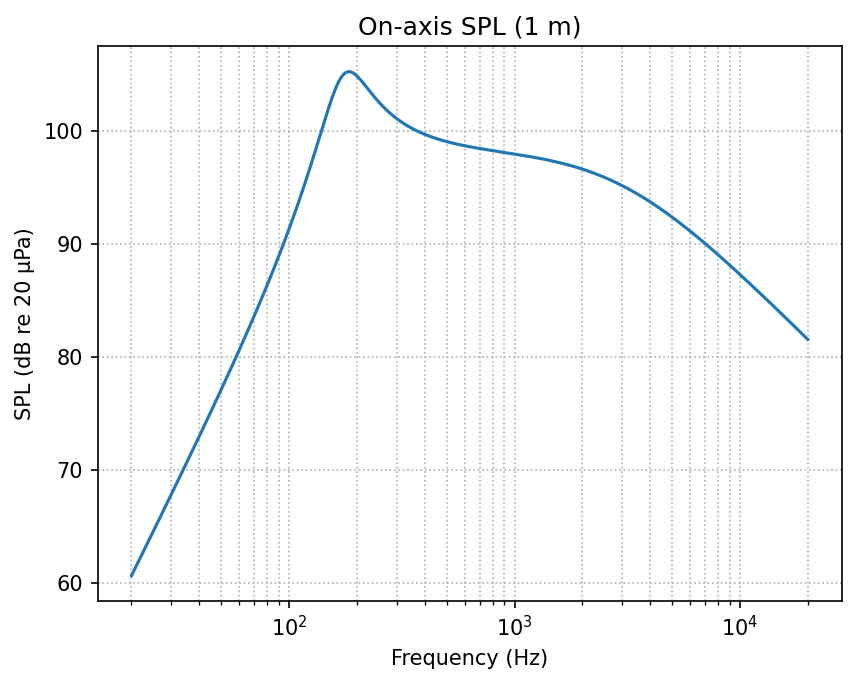 On-axis SPL (1 m)
SPL (dB re 20 µPa)
100
90
80
70
60
10²
10³
10⁴
Frequency (Hz)